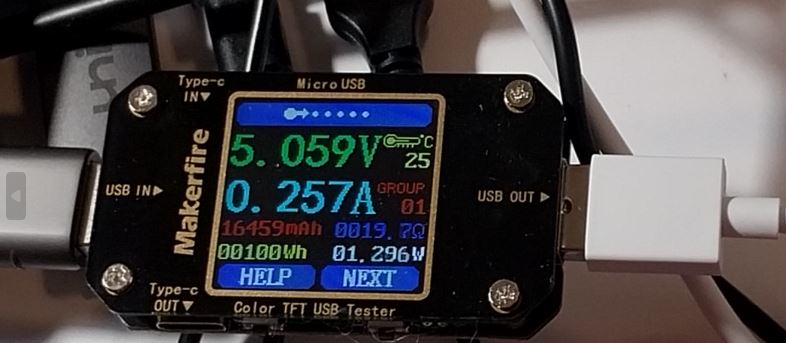 Type-c
IN▼
Micro USB
Makerfire
USB IN▶
5.059V
°C
25
0.257A
GROUP
01
16459mAh 0019.7Ω
00100Wh 01.296W
HELP NEXT
USB OUT ▶
Type-c
OUT▼
Color TFT USB Tester